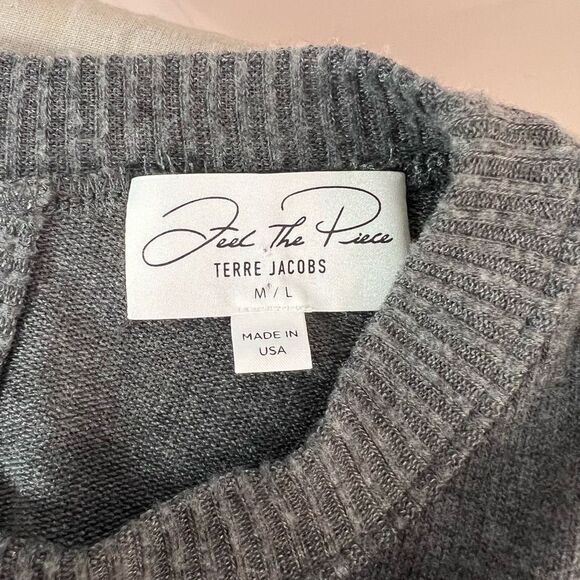 Feel The Piece
TERRE JACOBS
M / L
MADE IN
USA